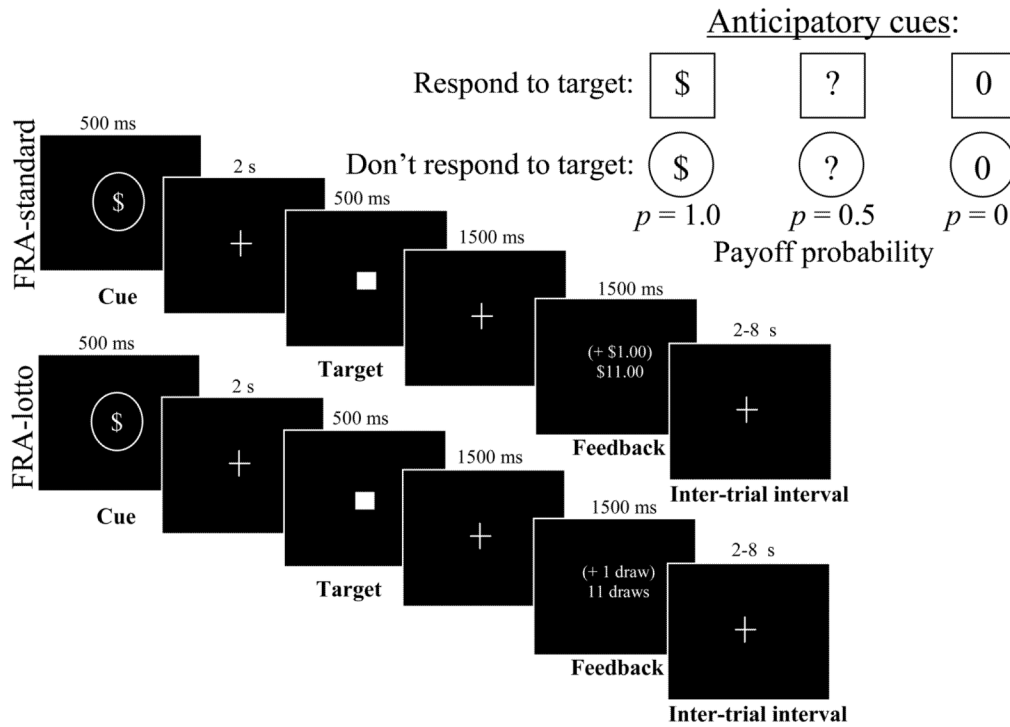 Anticipatory cues:
Respond to target: $ ? 0
Don't respond to target: $ ? 0
p = 1.0 p = 0.5 p = 0
Payoff probability
FRA-standard
500 ms
$
Cue
2 s
500 ms
Target
1500 ms
1500 ms
(+ $1.00)
$11.00
Feedback
2-8 s
Inter-trial interval
FRA-lotto
500 ms
$
Cue
2 s
500 ms
Target
1500 ms
1500 ms
(+ 1 draw)
11 draws
Feedback
2-8 s
Inter-trial interval